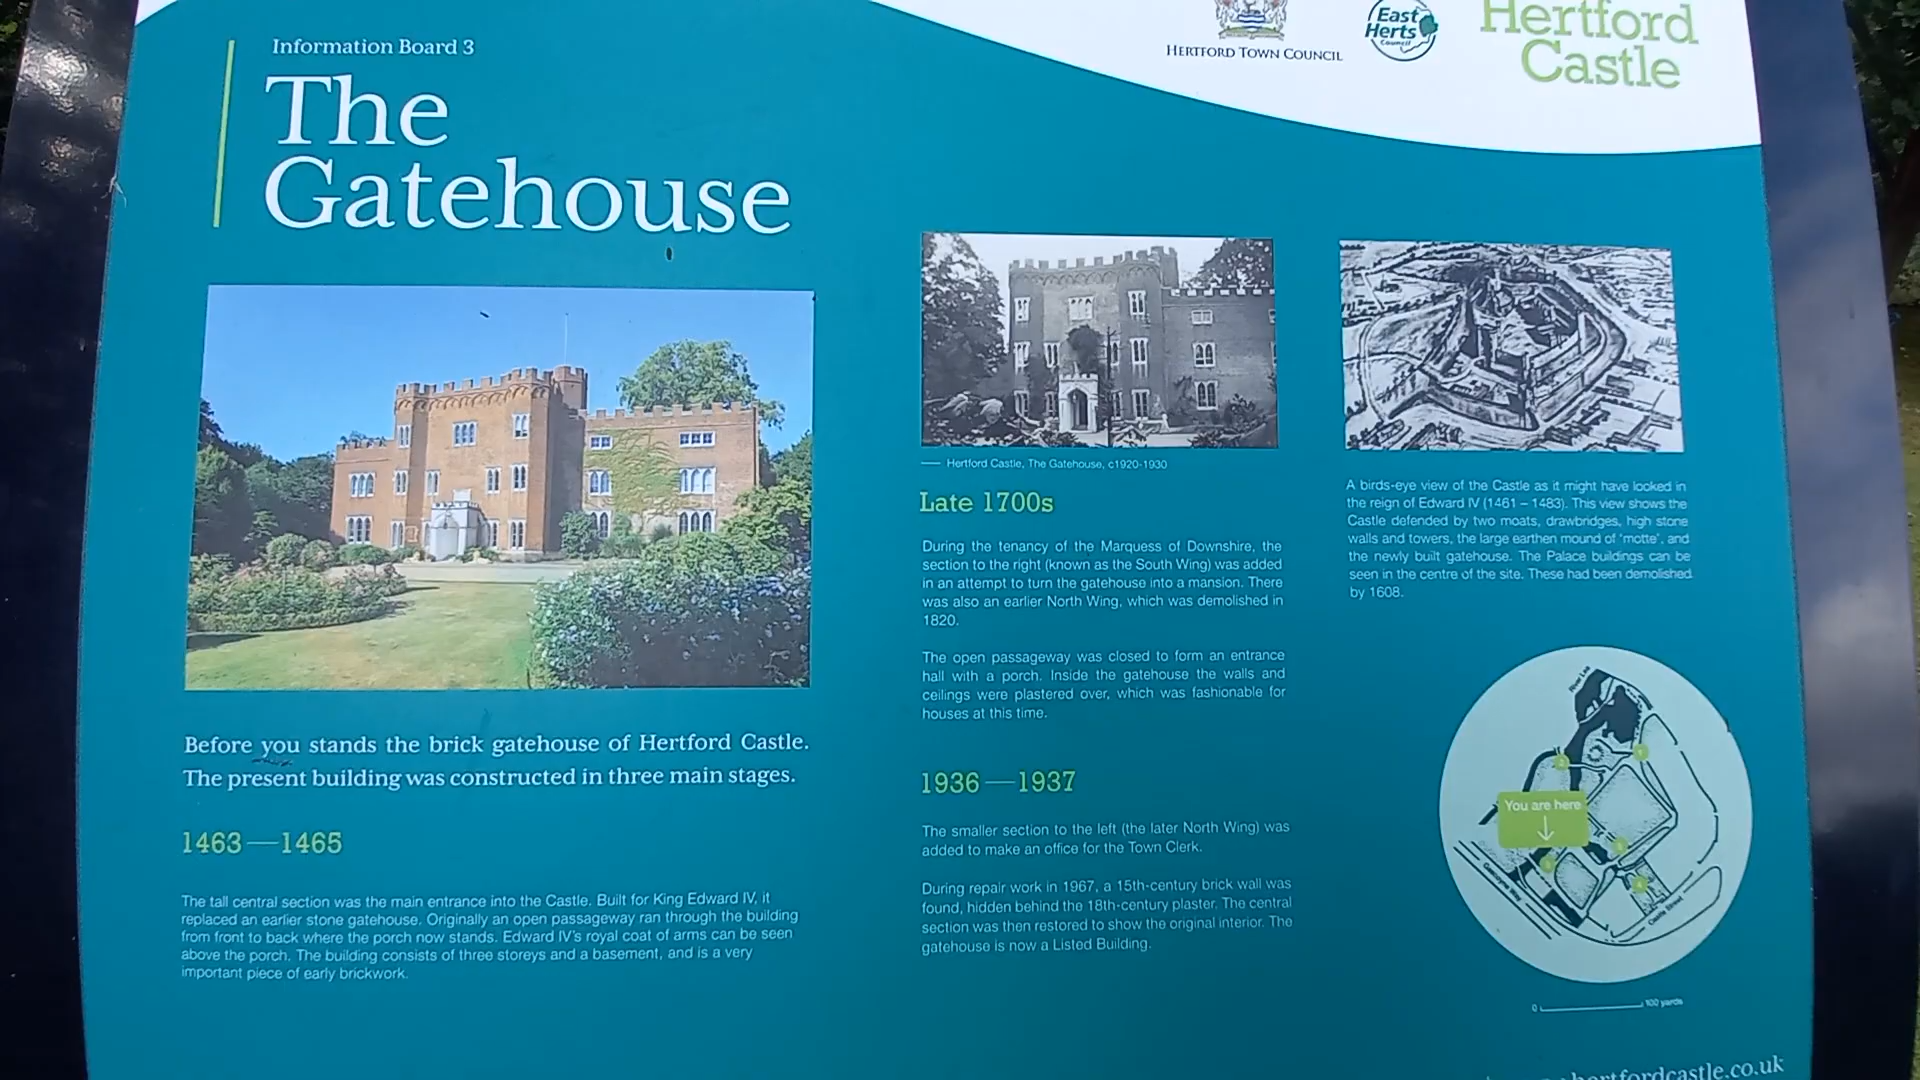 Information Board 3
The
Gatehouse
HERTFORD TOWN COUNCIL
East
Herts
Council
Hertford
Castle
Before you stands the brick gatehouse of Hertford Castle.
The present building was constructed in three main stages.
1463—1465
The tall central section was the main entrance into the Castle. Built for King Edward IV, it
replaced an earlier stone gatehouse. Originally an open passageway ran through the building
from front to back where the porch now stands. Edward IV's royal coat of arms can be seen
above the porch. The building consists of three storeys and a basement, and is a very
important piece of early brickwork.
Hertford Castle, The Gatehouse, c1920-1930
Late 1700s
During the tenancy of the Marquess of Downshire, the
section to the right (known as the South Wing) was added
in an attempt to turn the gatehouse into a mansion. There
was also an earlier North Wing, which was demolished in
1820.
The open passageway was closed to form an entrance
hall with a porch. Inside the gatehouse the walls and
ceilings were plastered over, which was fashionable for
houses at this time.
1936—1937
The smaller section to the left (the later North Wing) was
added to make an office for the Town Clerk.
During repair work in 1967, a 15th-century brick wall was
found, hidden behind the 18th-century plaster. The central
section was then restored to show the original interior. The
gatehouse is now a Listed Building.
A birds-eye view of the Castle as it might have looked in
the reign of Edward IV (1461 – 1483). This view shows the
Castle defended by two moats, drawbridges, high stone
walls and towers, the large earthen mound of 'motte', and
the newly built gatehouse. The Palace buildings can be
seen in the centre of the site. These had been demolished
by 1608.
River Lea
1
2
You are here
3
5
4
Gascoyne Way
Castle Street
0 100 yards
hertfordcastle.co.uk